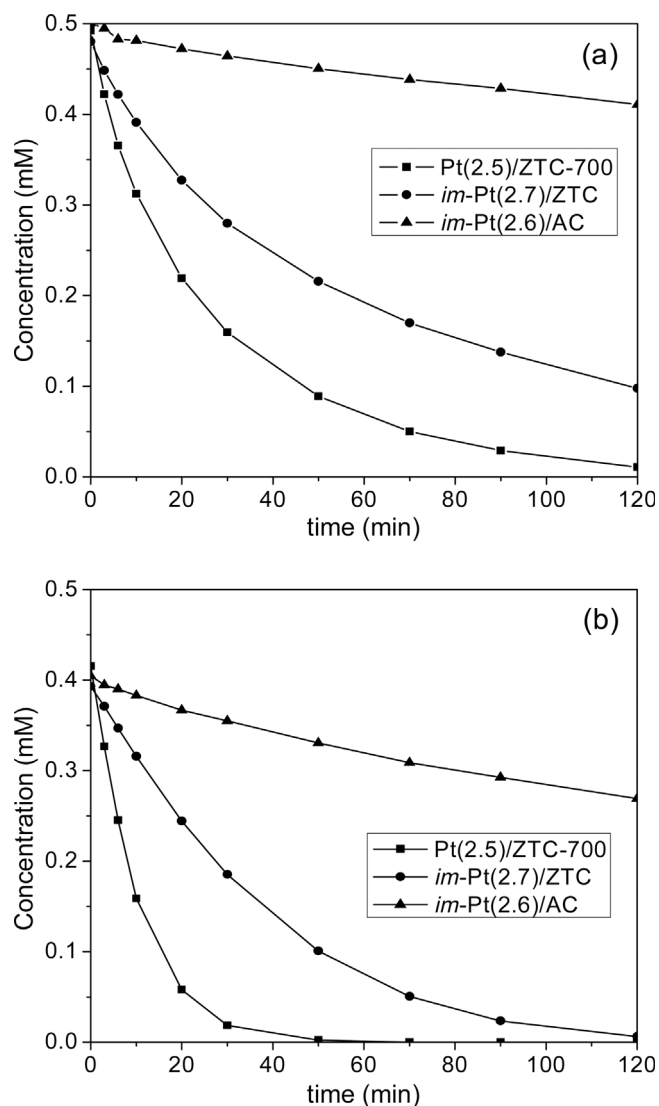 (a)
Concentration (mM)
0.5
0.4
0.3
0.2
0.1
0.0
Pt(2.5)/ZTC-700
im-Pt(2.7)/ZTC
im-Pt(2.6)/AC
0 20 40 60 80 100 120
time (min)
(b)
Concentration (mM)
0.5
0.4
0.3
0.2
0.1
0.0
Pt(2.5)/ZTC-700
im-Pt(2.7)/ZTC
im-Pt(2.6)/AC
0 20 40 60 80 100 120
time (min)